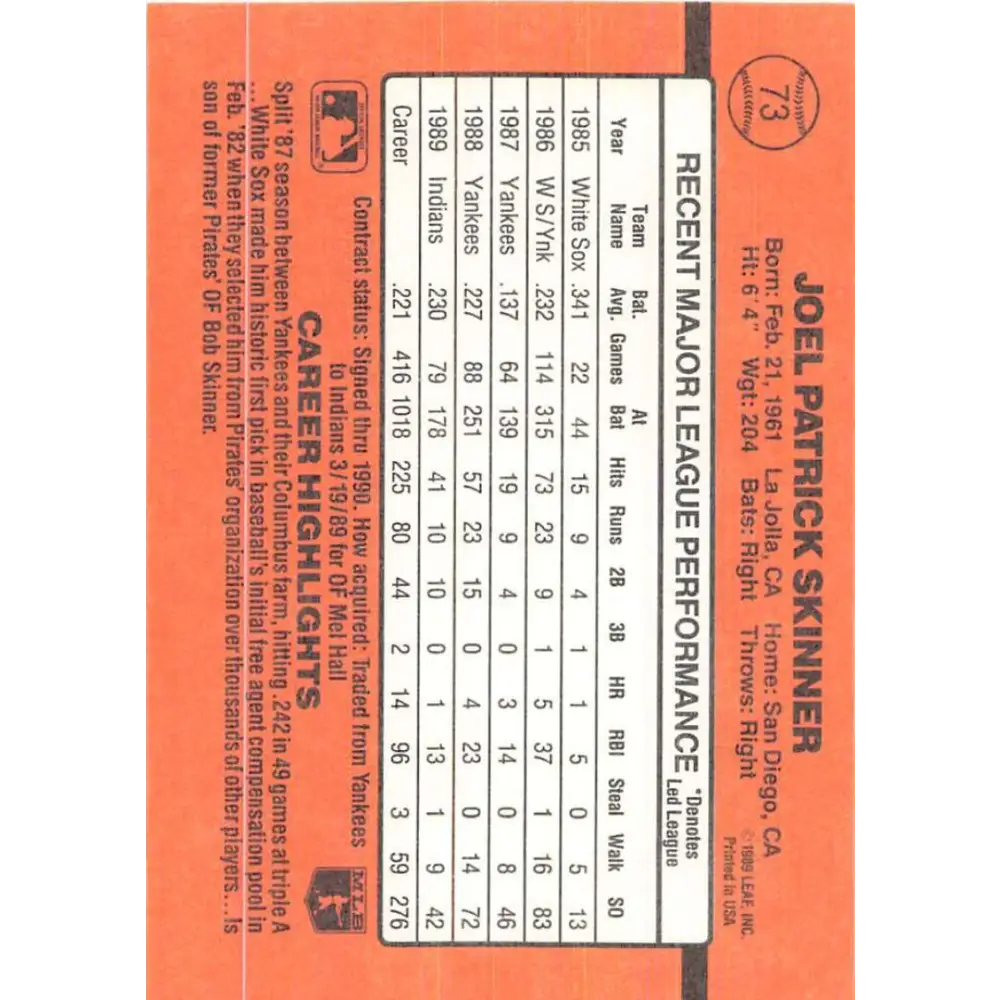 73
JOEL PATRICK SKINNER
Born: Feb. 21, 1961 La Jolla, CA Home: San Diego, CA
Ht: 6'4" Wgt: 204 Bats: Right Throws: Right
© 1989 LEAF, INC.
Printed in USA
RECENT MAJOR LEAGUE PERFORMANCE *Denotes Led League
Year Team Name Bat. Avg. Games At Bat Hits Runs 2B 3B HR RBI Steal Walk SO
1985 White Sox .341 22 44 15 9 4 1 1 5 0 5 13
1986 W S/Ynk .232 114 315 73 23 9 1 5 37 1 16 83
1987 Yankees .137 64 139 19 9 4 0 3 14 0 8 46
1988 Yankees .227 88 251 57 23 15 0 4 23 0 14 72
1989 Indians .230 79 178 41 10 10 0 1 13 1 9 42
Career .221 416 1018 225 80 44 2 14 96 3 59 276
Contract status: Signed thru 1990. How acquired: Traded from Yankees
to Indians 3/19/89 for OF Mel Hall
MLB
CAREER HIGHLIGHTS
Split '87 season between Yankees and their Columbus farm, hitting .242 in 49 games at triple A
...White Sox made him historic first pick in baseball's initial free agent compensation pool in
Feb. '82 when they selected him from Pirates' organization over thousands of other players...Is
son of former Pirates' OF Bob Skinner.